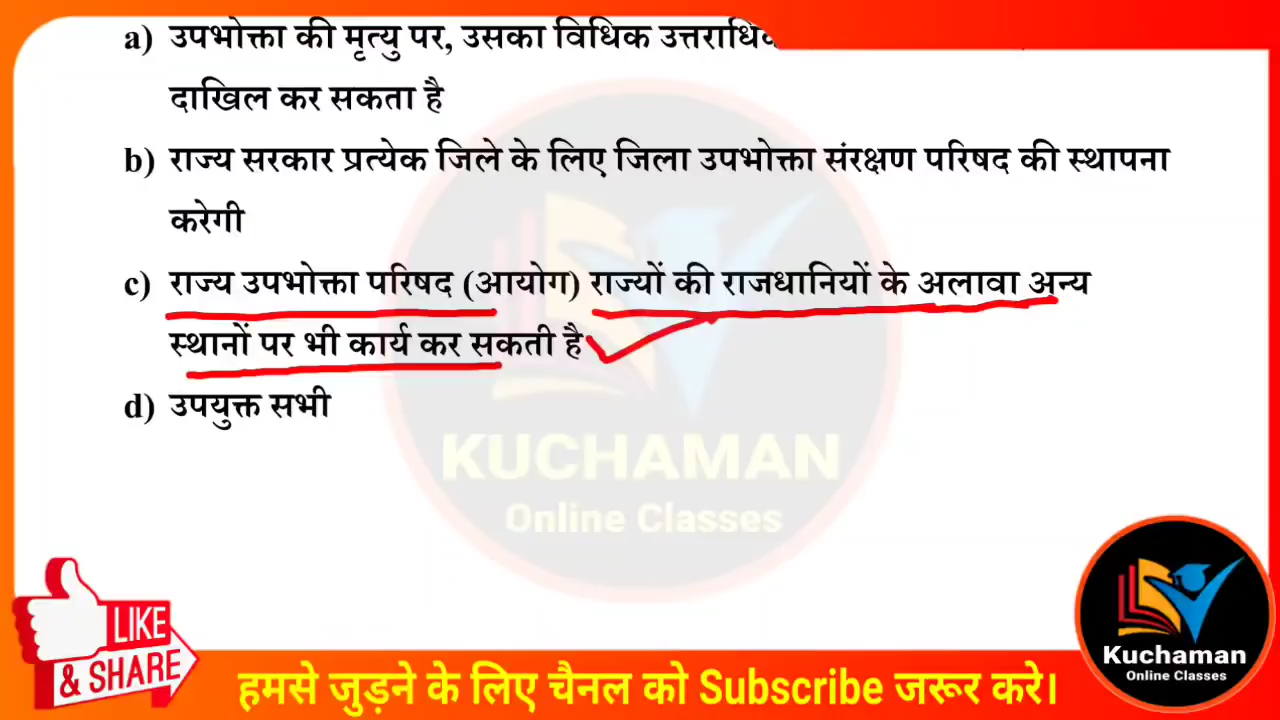 a) उपभोक्ता की मृत्यु पर, उसका विधिक
दाखिल कर सकता है
b) राज्य सरकार प्रत्येक जिले के लिए जिला उपभोक्ता संरक्षण परिषद की स्थापना
करेगी
c) राज्य उपभोक्ता परिषद (आयोग) राज्यों की राजधानियों के अलावा अन्य
स्थानों पर भी कार्य कर सकती है
d) उपयुक्त सभी
KUCHAMAN
Online Classes
LIKE
& SHARE
Kuchaman
Online Classes
हमसे जुड़ने के लिए चैनल को Subscribe जरूर करे।